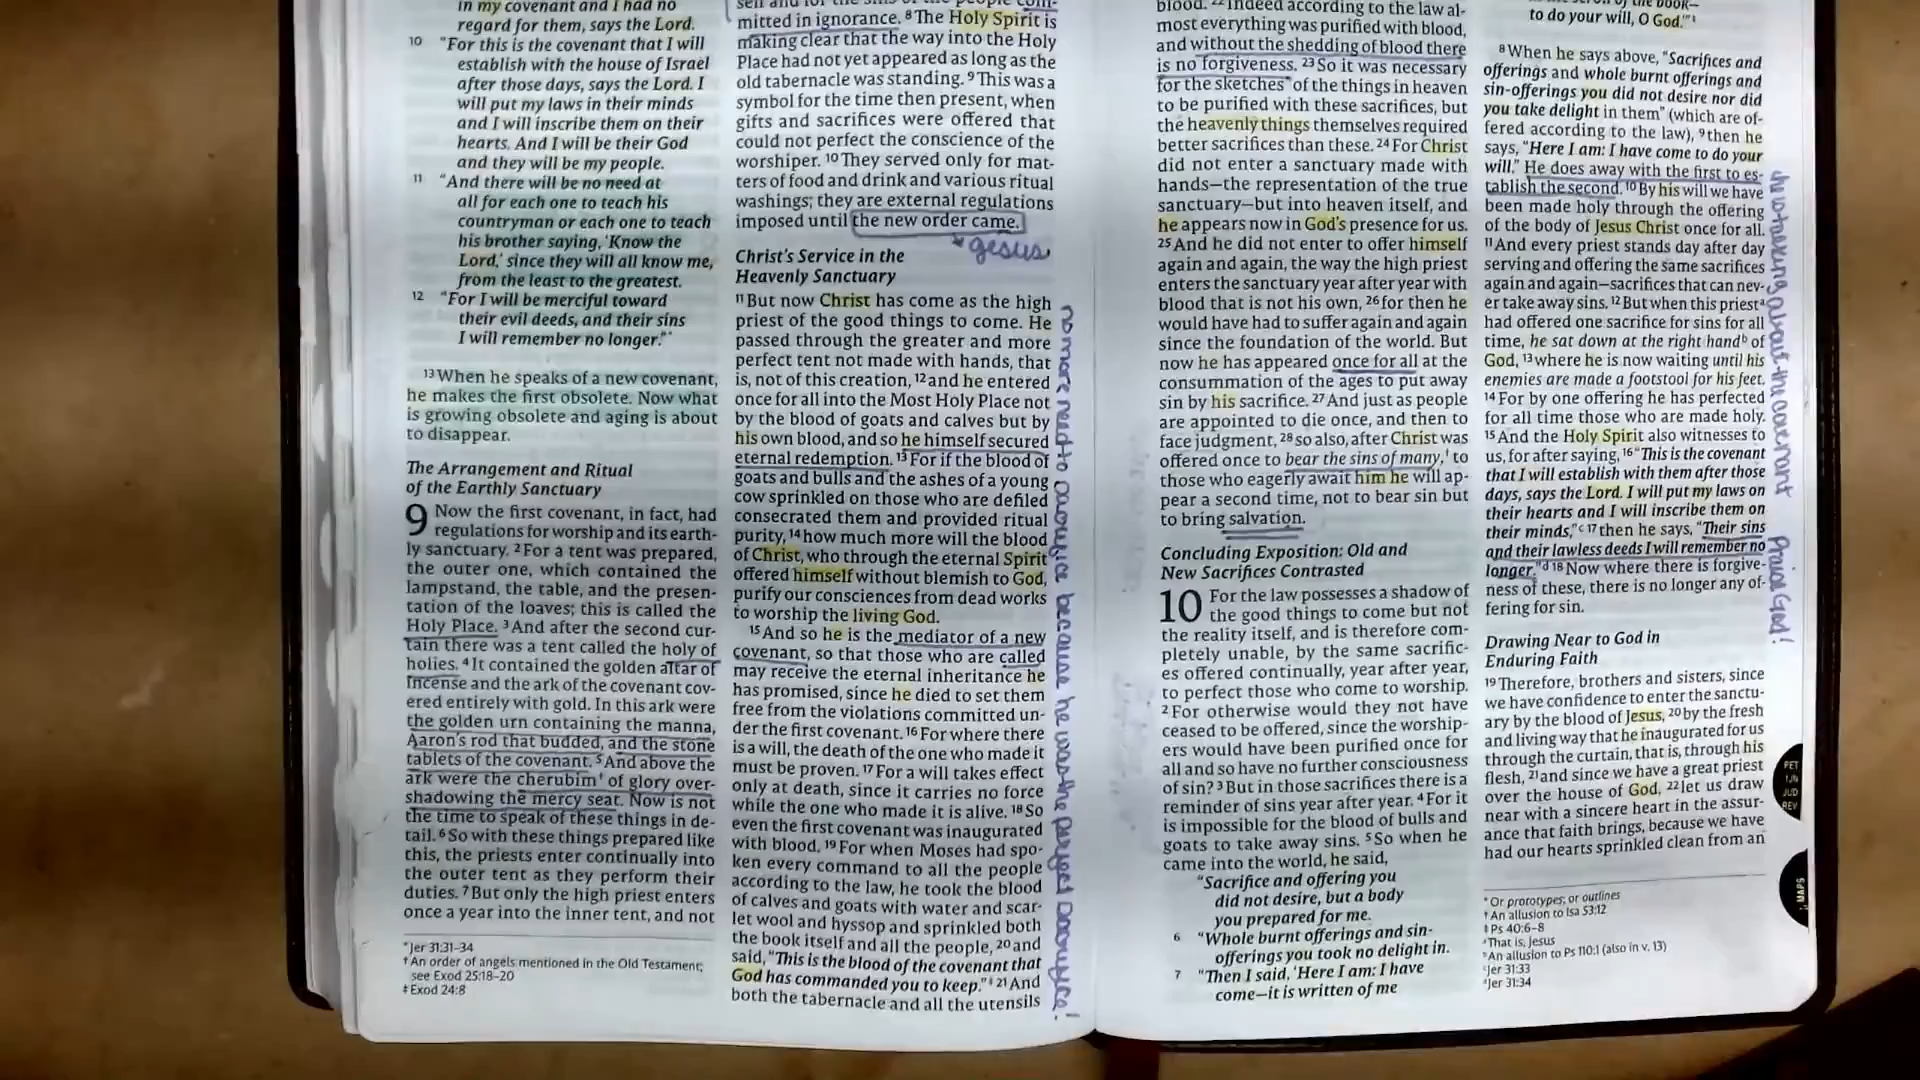 in my covenant and I had no
regard for them, says the Lord.
10 "For this is the covenant that I will
establish with the house of Israel
after those days, says the Lord. I
will put my laws in their minds
and I will inscribe them on their
hearts. And I will be their God
and they will be my people.
11 "And there will be no need at
all for each one to teach his
countryman or each one to teach
his brother saying, 'Know the
Lord,' since they will all know me,
from the least to the greatest.
12 "For I will be merciful toward
their evil deeds, and their sins
I will remember no longer."*
13 When he speaks of a new covenant,
he makes the first obsolete. Now what
is growing obsolete and aging is about
to disappear.
The Arrangement and Ritual
of the Earthly Sanctuary
9 Now the first covenant, in fact, had
regulations for worship and its earth-
ly sanctuary. 2 For a tent was prepared,
the outer one, which contained the
lampstand, the table, and the presen-
tation of the loaves; this is called the
Holy Place. 3 And after the second cur-
tain there was a tent called the holy of
holies. 4 It contained the golden altar of
incense and the ark of the covenant cov-
ered entirely with gold. In this ark were
the golden urn containing the manna,
Aaron's rod that budded, and the stone
tablets of the covenant. 5 And above the
ark were the cherubim† of glory over-
shadowing the mercy seat. Now is not
the time to speak of these things in de-
tail. 6 So with these things prepared like
this, the priests enter continually into
the outer tent as they perform their
duties. 7 But only the high priest enters
once a year into the inner tent, and not
* Jer 31:31–34
† An order of angels mentioned in the Old Testament;
see Exod 25:18–20
‡ Exod 24:8
mitted in ignorance. 8 The Holy Spirit is
making clear that the way into the Holy
Place had not yet appeared as long as the
old tabernacle was standing. 9 This was a
symbol for the time then present, when
gifts and sacrifices were offered that
could not perfect the conscience of the
worshiper. 10 They served only for mat-
ters of food and drink and various ritual
washings; they are external regulations
imposed until the new order came.
Jesus
Christ's Service in the
Heavenly Sanctuary
11 But now Christ has come as the high
priest of the good things to come. He
passed through the greater and more
perfect tent not made with hands, that
is, not of this creation, 12 and he entered
once for all into the Most Holy Place not
by the blood of goats and calves but by
his own blood, and so he himself secured
eternal redemption. 13 For if the blood of
goats and bulls and the ashes of a young
cow sprinkled on those who are defiled
consecrated them and provided ritual
purity, 14 how much more will the blood
of Christ, who through the eternal Spirit
offered himself without blemish to God,
purify our consciences from dead works
to worship the living God.
15 And so he is the mediator of a new
covenant, so that those who are called
may receive the eternal inheritance he
has promised, since he died to set them
free from the violations committed un-
der the first covenant. 16 For where there
is a will, the death of the one who made it
must be proven. 17 For a will takes effect
only at death, since it carries no force
while the one who made it is alive. 18 So
even the first covenant was inaugurated
with blood. 19 For when Moses had spo-
ken every command to all the people
according to the law, he took the blood
of calves and goats with water and scar-
let wool and hyssop and sprinkled both
the book itself and all the people, 20 and
said, "This is the blood of the covenant that
God has commanded you to keep."‡ 21 And
both the tabernacle and all the utensils
no more need to sacrifice because he was the perfect sacrifice!
blood. 22 Indeed according to the law al-
most everything was purified with blood,
and without the shedding of blood there
is no forgiveness. 23 So it was necessary
for the sketches* of the things in heaven
to be purified with these sacrifices, but
the heavenly things themselves required
better sacrifices than these. 24 For Christ
did not enter a sanctuary made with
hands—the representation of the true
sanctuary—but into heaven itself, and
he appears now in God's presence for us.
25 And he did not enter to offer himself
again and again, the way the high priest
enters the sanctuary year after year with
blood that is not his own, 26 for then he
would have had to suffer again and again
since the foundation of the world. But
now he has appeared once for all at the
consummation of the ages to put away
sin by his sacrifice. 27 And just as people
are appointed to die once, and then to
face judgment, 28 so also, after Christ was
offered once to bear the sins of many,† to
those who eagerly await him he will ap-
pear a second time, not to bear sin but
to bring salvation.
Concluding Exposition: Old and
New Sacrifices Contrasted
10 For the law possesses a shadow of
the good things to come but not
the reality itself, and is therefore com-
pletely unable, by the same sacrific-
es offered continually, year after year,
to perfect those who come to worship.
2 For otherwise would they not have
ceased to be offered, since the worship-
ers would have been purified once for
all and so have no further consciousness
of sin? 3 But in those sacrifices there is a
reminder of sins year after year. 4 For it
is impossible for the blood of bulls and
goats to take away sins. 5 So when he
came into the world, he said,
"Sacrifice and offering you
did not desire, but a body
you prepared for me.
6 "Whole burnt offerings and sin-
offerings you took no delight in.
7 "Then I said, 'Here I am: I have
come—it is written of me
to do your will, O God.'"‡
8 When he says above, "Sacrifices and
offerings and whole burnt offerings and
sin-offerings you did not desire nor did
you take delight in them" (which are of-
fered according to the law), 9 then he
says, "Here I am: I have come to do your
will." He does away with the first to es-
tablish the second. 10 By his will we have
been made holy through the offering
of the body of Jesus Christ once for all.
11 And every priest stands day after day
serving and offering the same sacrifices
again and again—sacrifices that can nev-
er take away sins. 12 But when this priest a
had offered one sacrifice for sins for all
time, he sat down at the right hand b of
God, 13 where he is now waiting until his
enemies are made a footstool for his feet.
14 For by one offering he has perfected
for all time those who are made holy.
15 And the Holy Spirit also witnesses to
us, for after saying, 16 "This is the covenant
that I will establish with them after those
days, says the Lord. I will put my laws on
their hearts and I will inscribe them on
their minds," c 17 then he says, "Their sins
and their lawless deeds I will remember no
longer." d 18 Now where there is forgive-
ness of these, there is no longer any of-
fering for sin.
Drawing Near to God in
Enduring Faith
19 Therefore, brothers and sisters, since
we have confidence to enter the sanctu-
ary by the blood of Jesus, 20 by the fresh
and living way that he inaugurated for us
through the curtain, that is, through his
flesh, 21 and since we have a great priest
over the house of God, 22 let us draw
near with a sincere heart in the assur-
ance that faith brings, because we have
had our hearts sprinkled clean from an
* Or prototypes; or outlines
† An allusion to Isa 53:12
‡ Ps 40:6–8
a That is, Jesus
b An allusion to Ps 110:1 (also in v. 13)
c Jer 31:33
d Jer 31:34
talking about the covenant Praise God!
PET
1JN
JUD
REV
MAPS